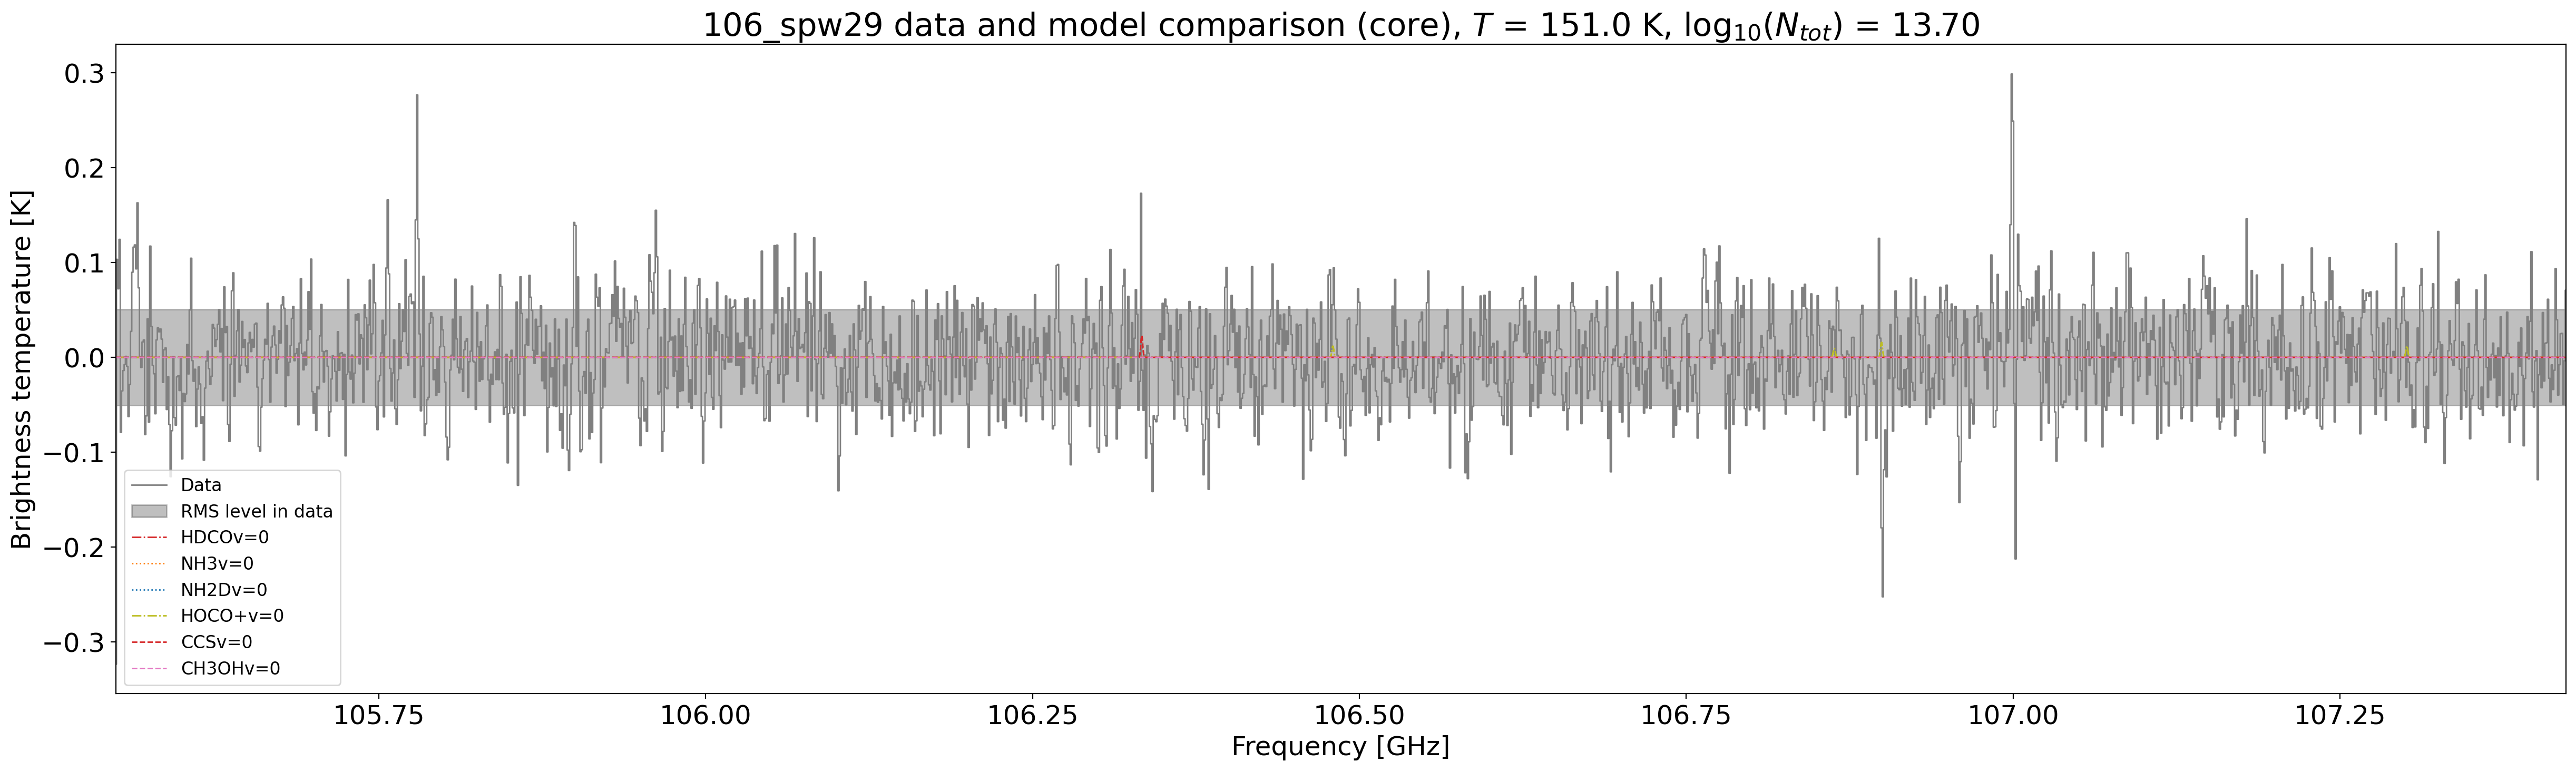 106_spw29 data and model comparison (core), T = 151.0 K, log₁₀(Nₜₒₜ) = 13.70
Brightness temperature [K]
0.3
0.2
0.1
0.0
−0.1
−0.2
−0.3
Data
RMS level in data
HDCOv=0
NH3v=0
NH2Dv=0
HOCO+v=0
CCSv=0
CH3OHv=0
105.75 106.00 106.25 106.50 106.75 107.00 107.25
Frequency [GHz]